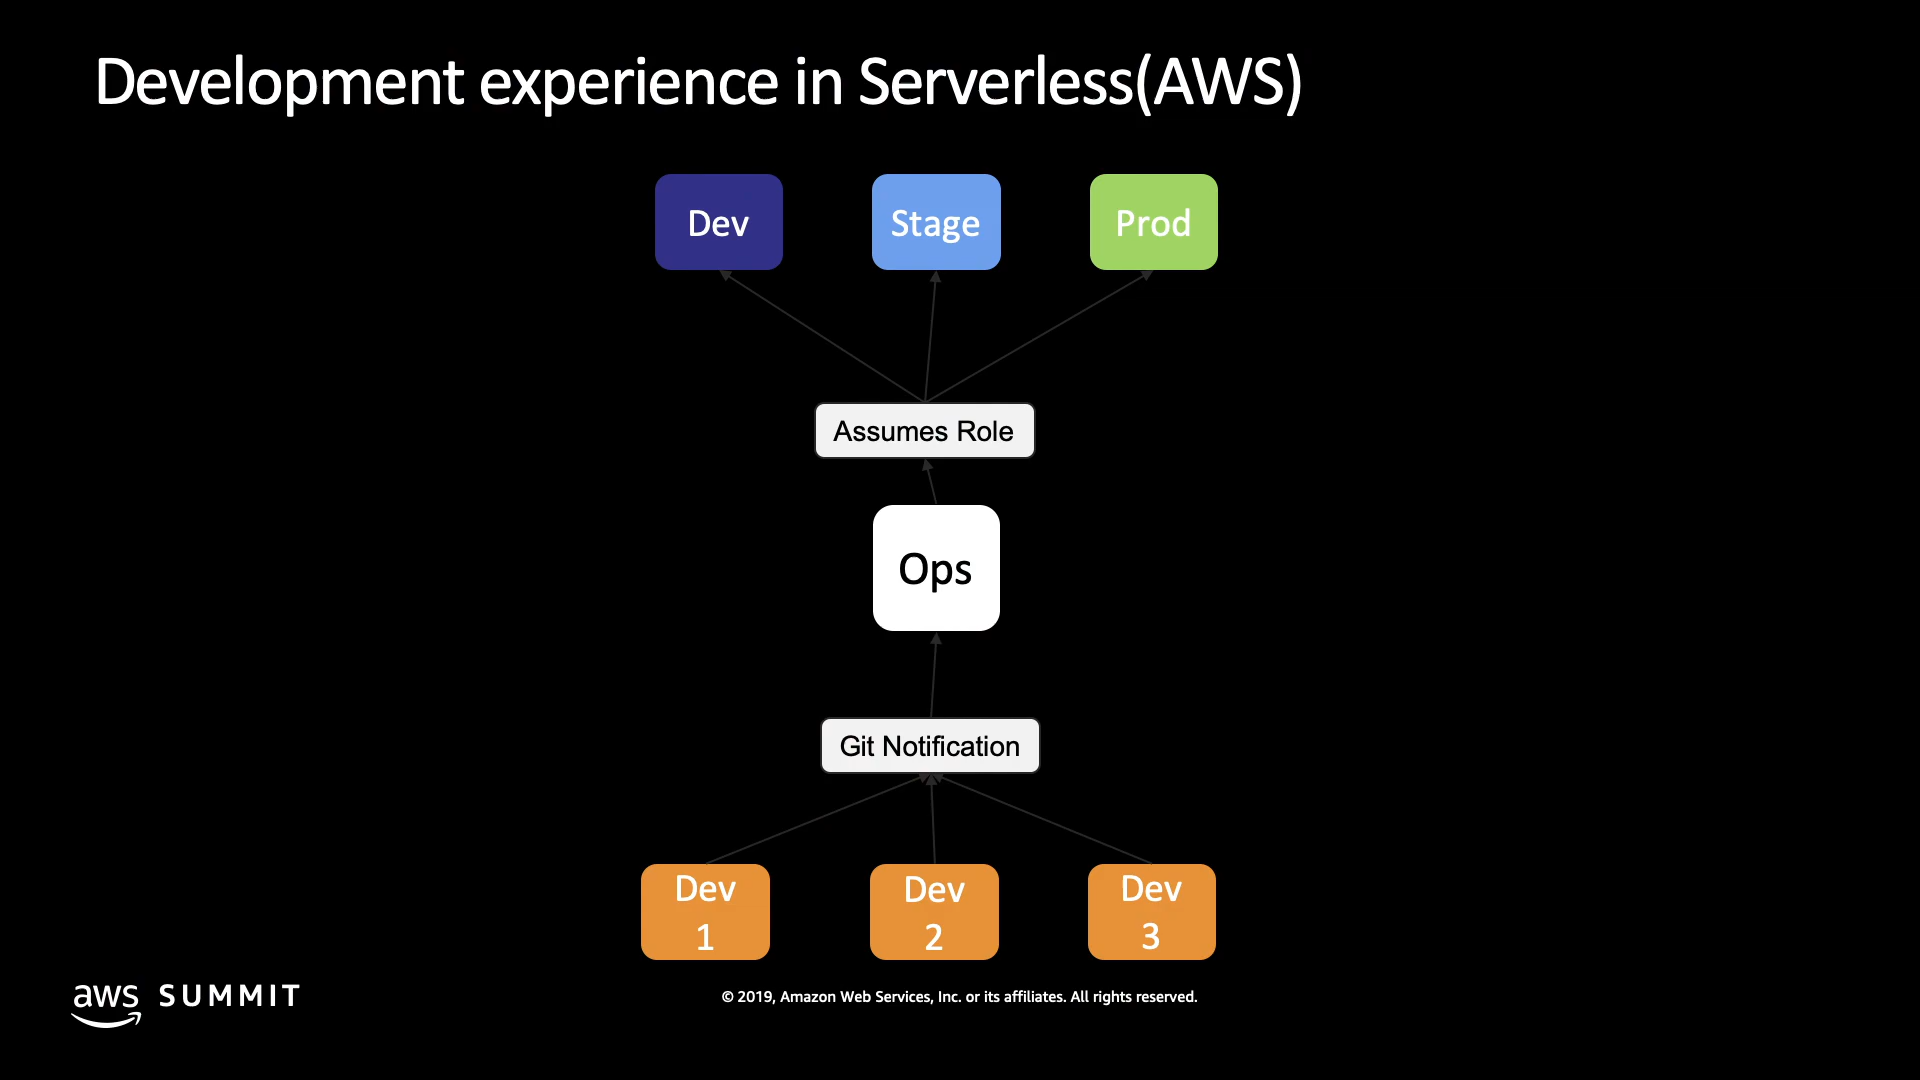 Development experience in Serverless(AWS)
Dev
Stage
Prod
Assumes Role
Ops
Git Notification
Dev
1
Dev
2
Dev
3
aws SUMMIT
© 2019, Amazon Web Services, Inc. or its affiliates. All rights reserved.